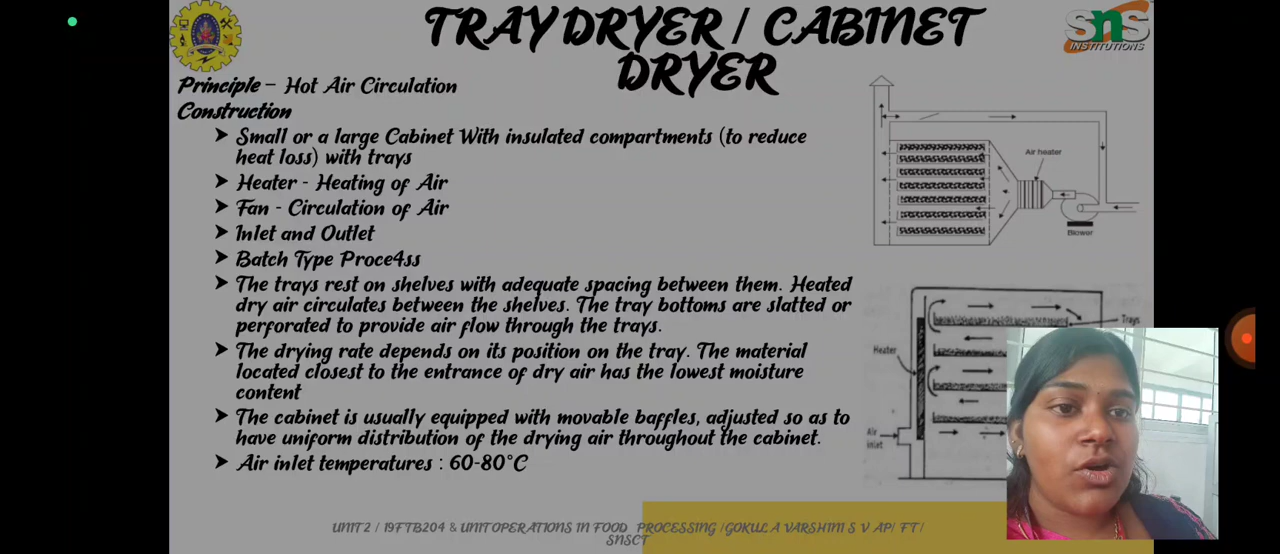 TRAY DRYER / CABINET
DRYER
SNS
INSTITUTIONS
Principle – Hot Air Circulation
Construction
➤ Small or a large Cabinet With insulated compartments (to reduce
heat loss) with trays
➤ Heater - Heating of Air
➤ Fan - Circulation of Air
➤ Inlet and Outlet
➤ Batch Type Proce4ss
➤ The trays rest on shelves with adequate spacing between them. Heated
dry air circulates between the shelves. The tray bottoms are slatted or
perforated to provide air flow through the trays.
➤ The drying rate depends on its position on the tray. The material
located closest to the entrance of dry air has the lowest moisture
content
➤ The cabinet is usually equipped with movable baffles, adjusted so as to
have uniform distribution of the drying air throughout the cabinet.
➤ Air inlet temperatures : 60-80°C
Air heater
Blower
Trays
Heater
Air
inlet
UNIT 2 / 19FTB204 & UNIT OPERATIONS IN FOOD PROCESSING /GOKULA VARSHINI S V AP/ FT/
SNSCT